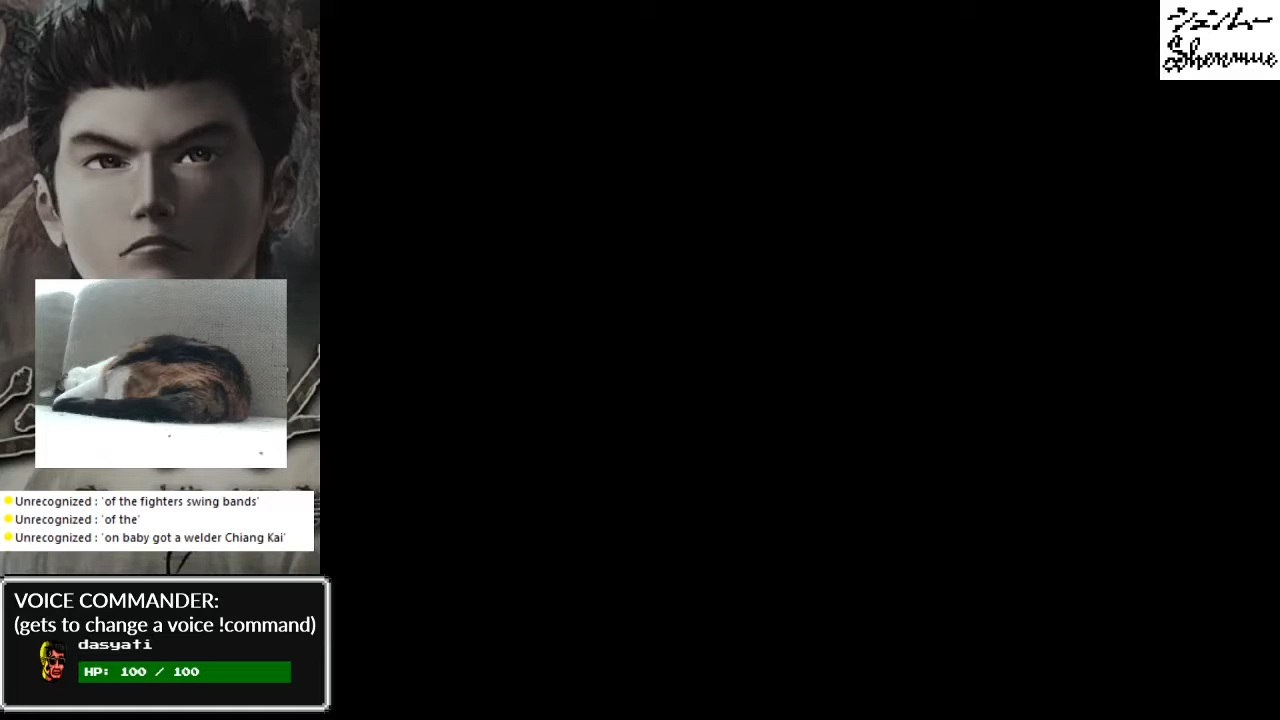 シェンムー
Shenmue
Unrecognized : 'of the fighters swing bands'
Unrecognized : 'of the'
Unrecognized : 'on baby got a welder Chiang Kai'
VOICE COMMANDER:
(gets to change a voice !command)
dasyati
HP: 100 / 100